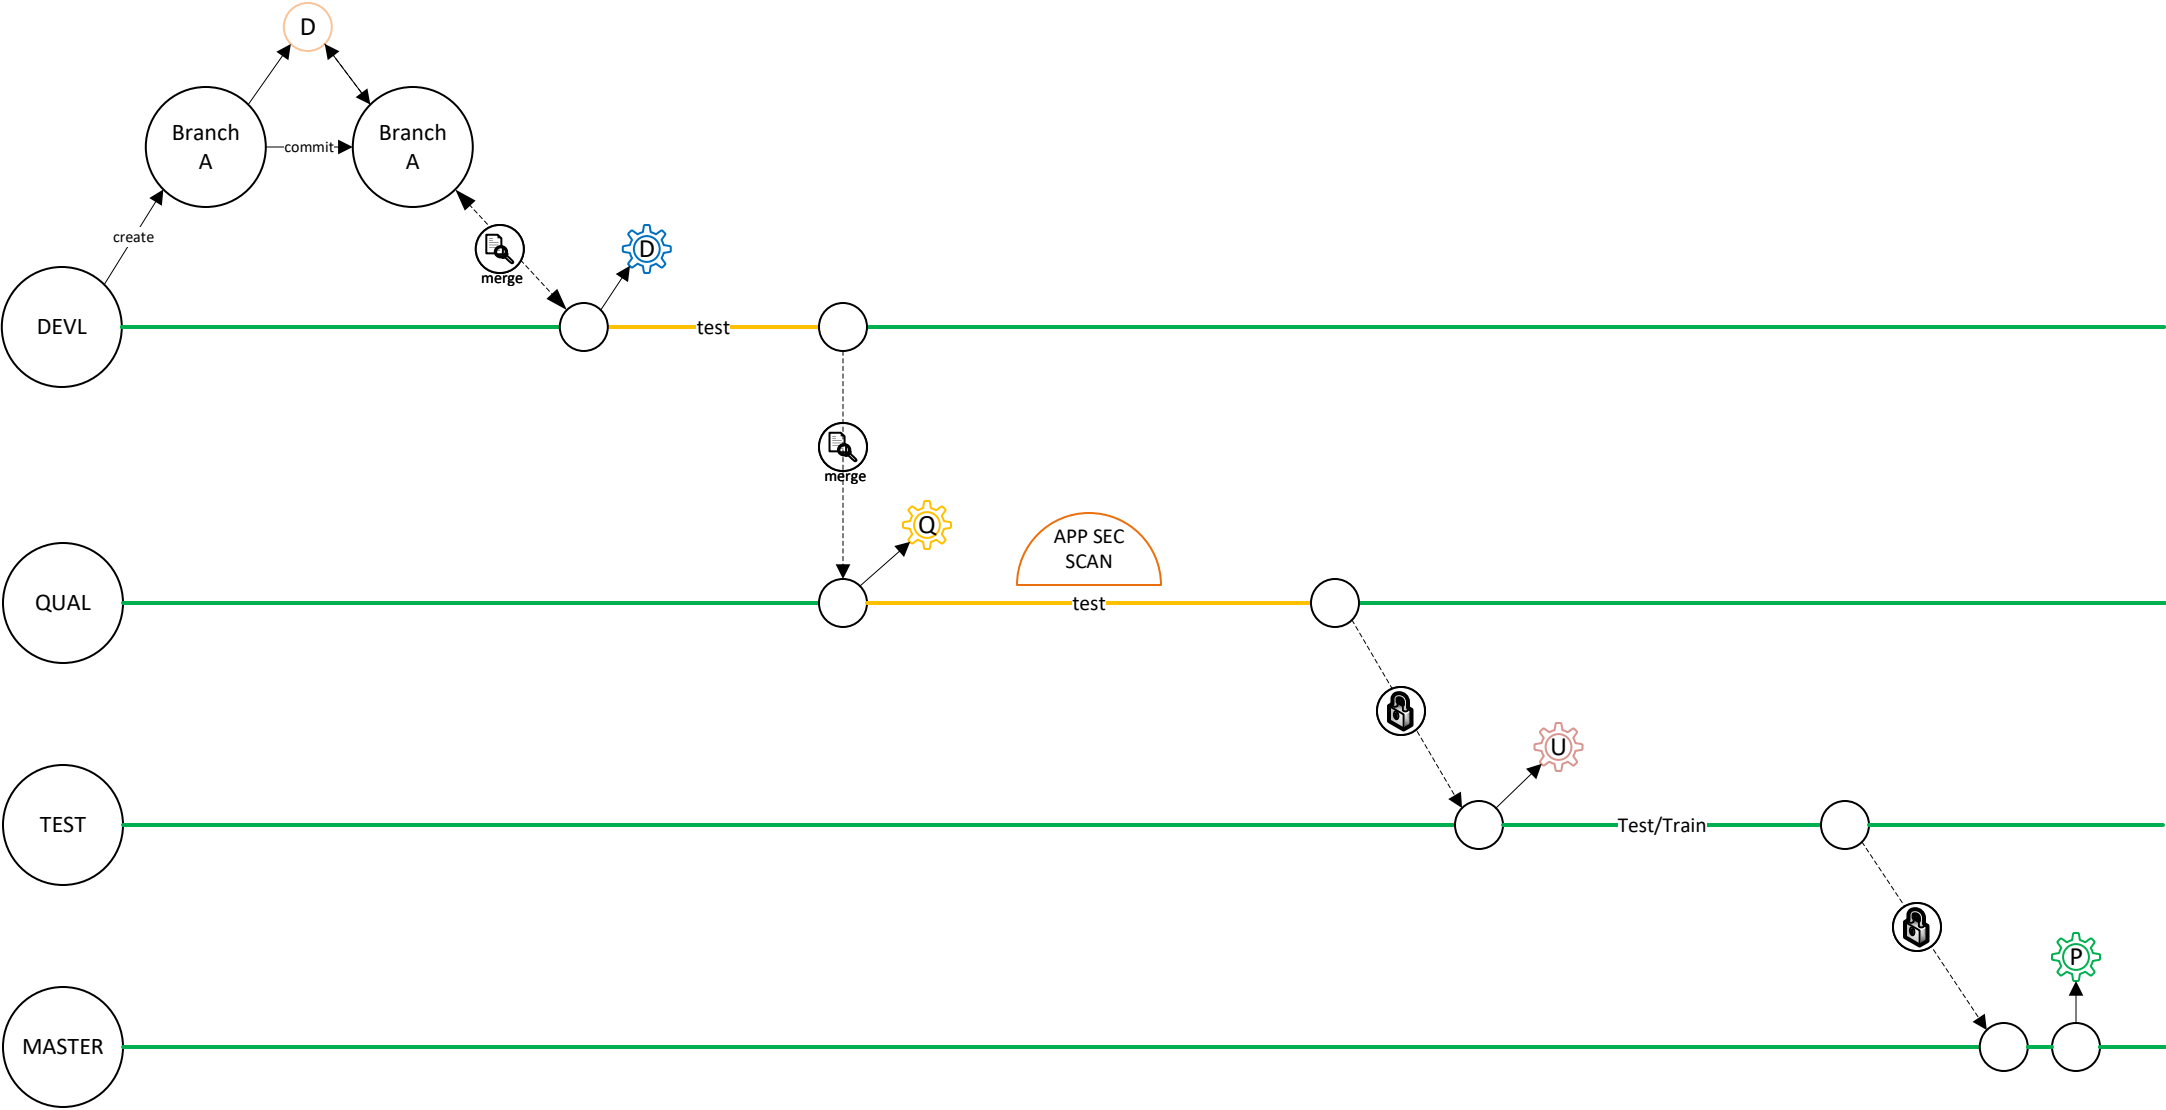 D
Branch
A
commit
Branch
A
create
merge
D
DEVL
test
merge
Q
APP SEC
SCAN
QUAL
test
U
TEST
Test/Train
P
MASTER